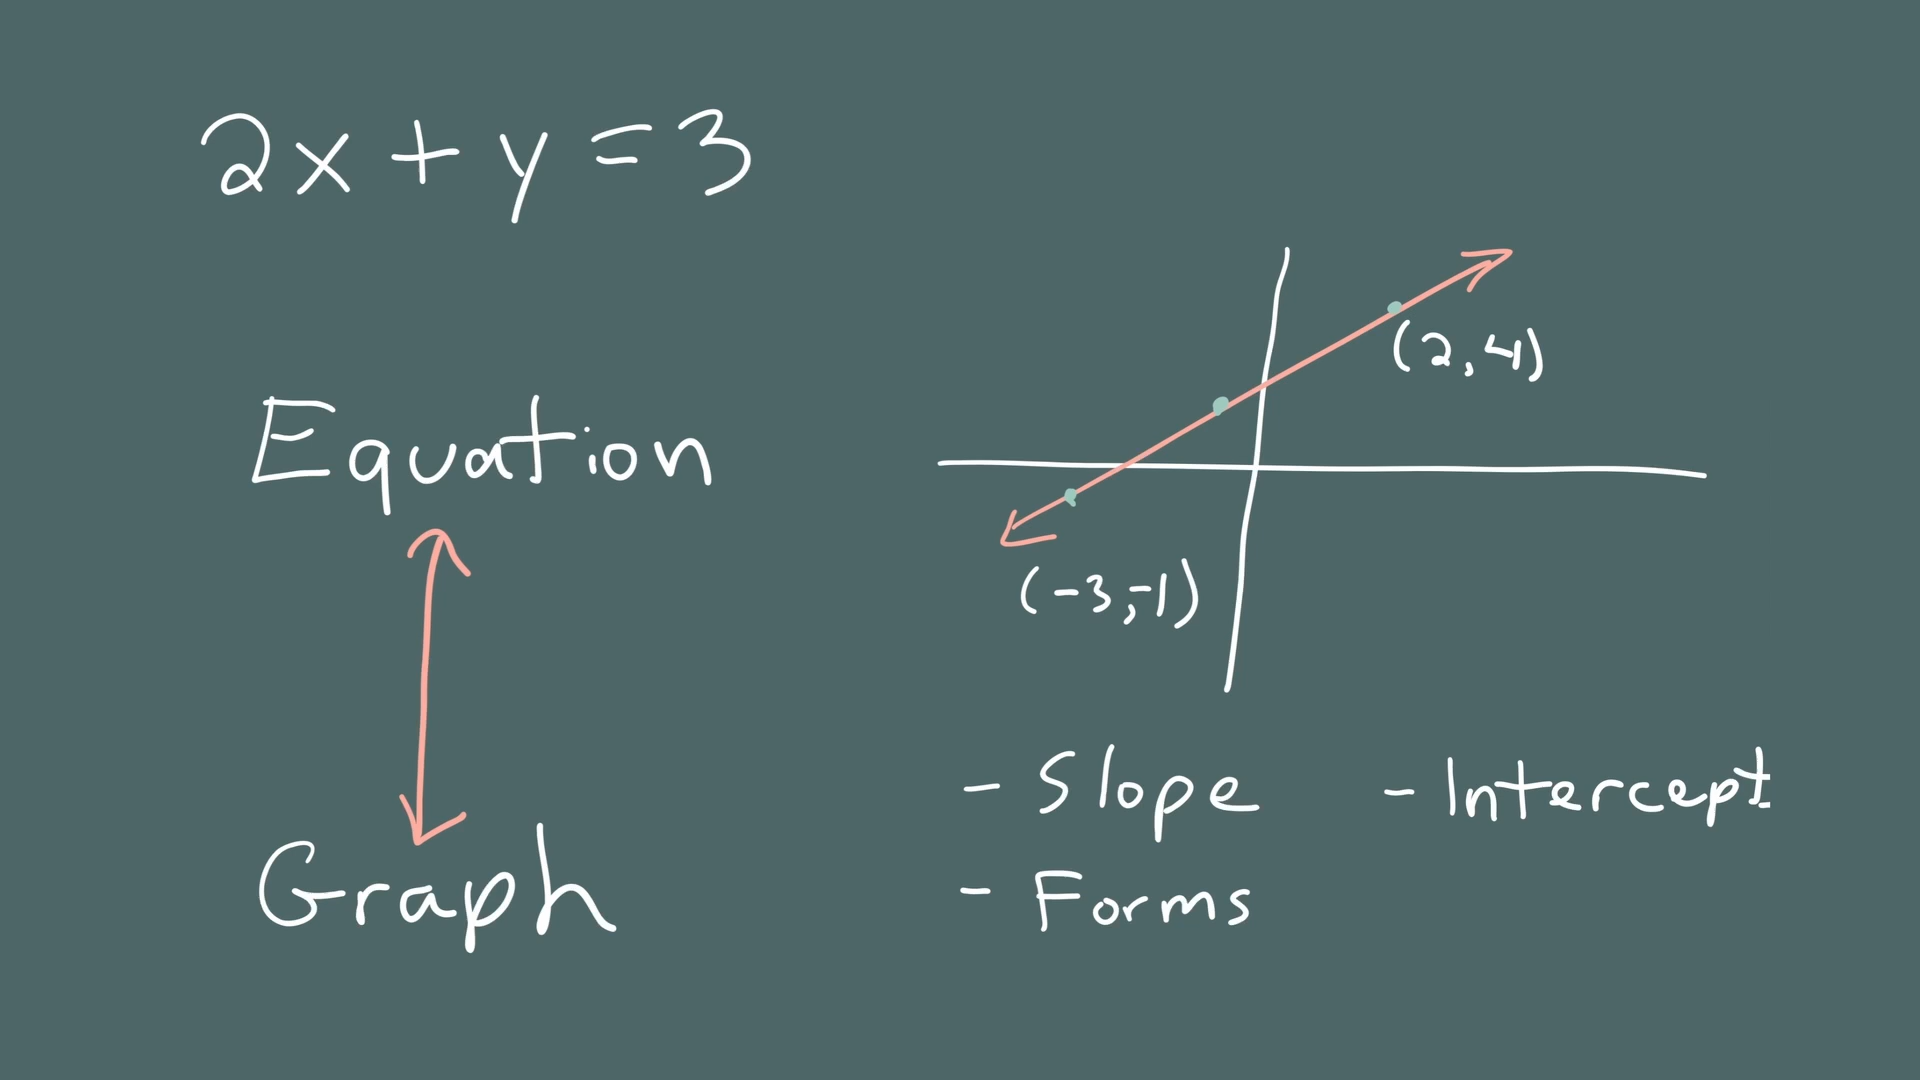 2x + y = 3
(2,4)
Equation
(-3,-1)
- Slope - Intercept
Graph
- Forms